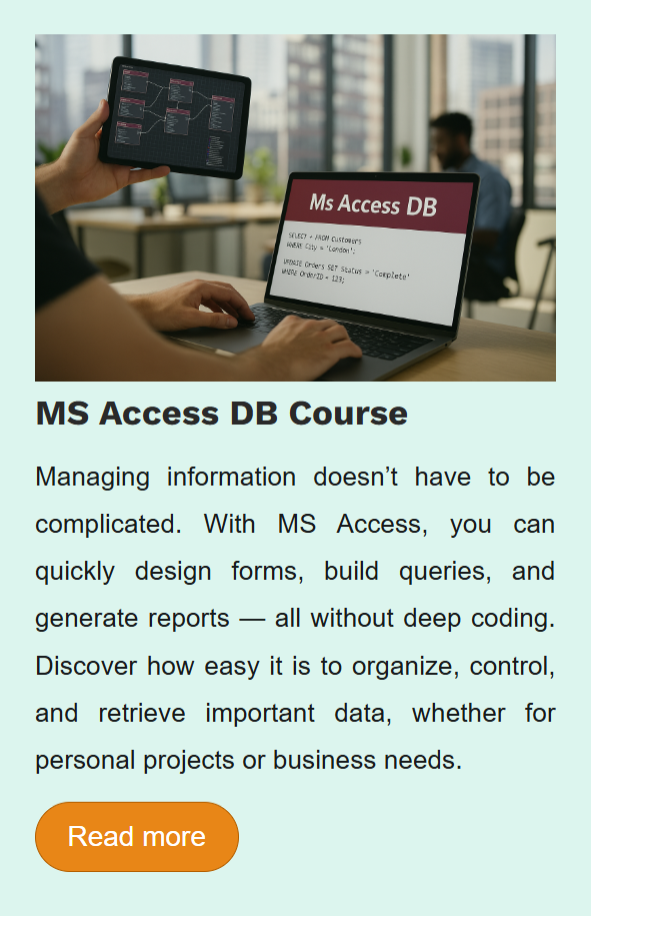 Ms Access DB
SELECT * FROM Customers
WHERE City = 'London';
UPDATE Orders SET Status = 'Complete'
WHERE OrderID = 123;
MS Access DB Course
Managing information doesn’t have to be
complicated. With MS Access, you can
quickly design forms, build queries, and
generate reports — all without deep coding.
Discover how easy it is to organize, control,
and retrieve important data, whether for
personal projects or business needs.
Read more